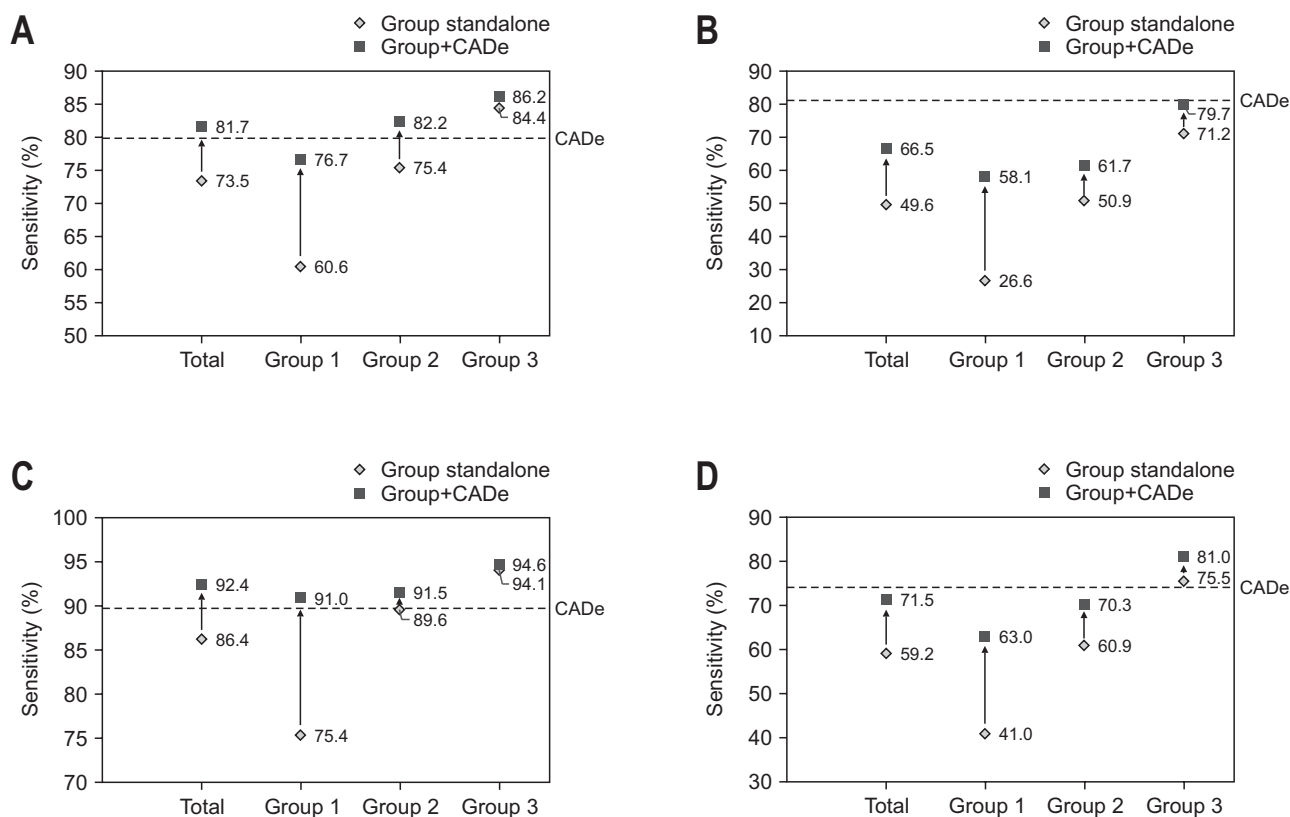 A
Group standalone
Group+CADe
Sensitivity (%)
90
85
80
75
70
65
60
55
50
81.7
73.5
76.7
60.6
82.2
75.4
86.2
84.4
CADe
Total Group 1 Group 2 Group 3
B
Group standalone
Group+CADe
Sensitivity (%)
90
80
70
60
50
40
30
20
10
66.5
49.6
58.1
26.6
61.7
50.9
79.7
71.2
CADe
Total Group 1 Group 2 Group 3
C
Group standalone
Group+CADe
Sensitivity (%)
100
95
90
85
80
75
70
92.4
86.4
91.0
75.4
91.5
89.6
94.6
94.1
CADe
Total Group 1 Group 2 Group 3
D
Group standalone
Group+CADe
Sensitivity (%)
90
80
70
60
50
40
30
71.5
59.2
63.0
41.0
70.3
60.9
81.0
75.5
CADe
Total Group 1 Group 2 Group 3